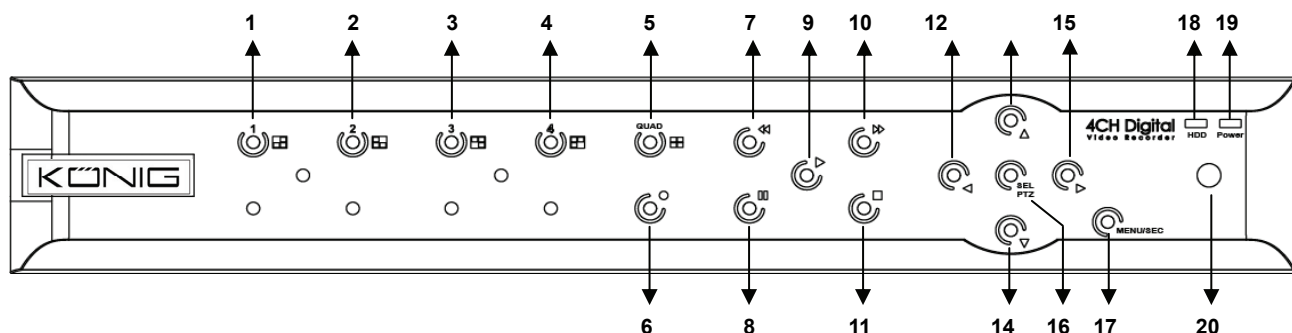 1 2 3 4 5 7 9 10 12 15 18 19
1 2 3 4 QUAD
4CH Digital
Video Recorder
HDD Power
KÖNIG
SEL
PTZ
MENU/SEC
6 8 11 14 16 17 20